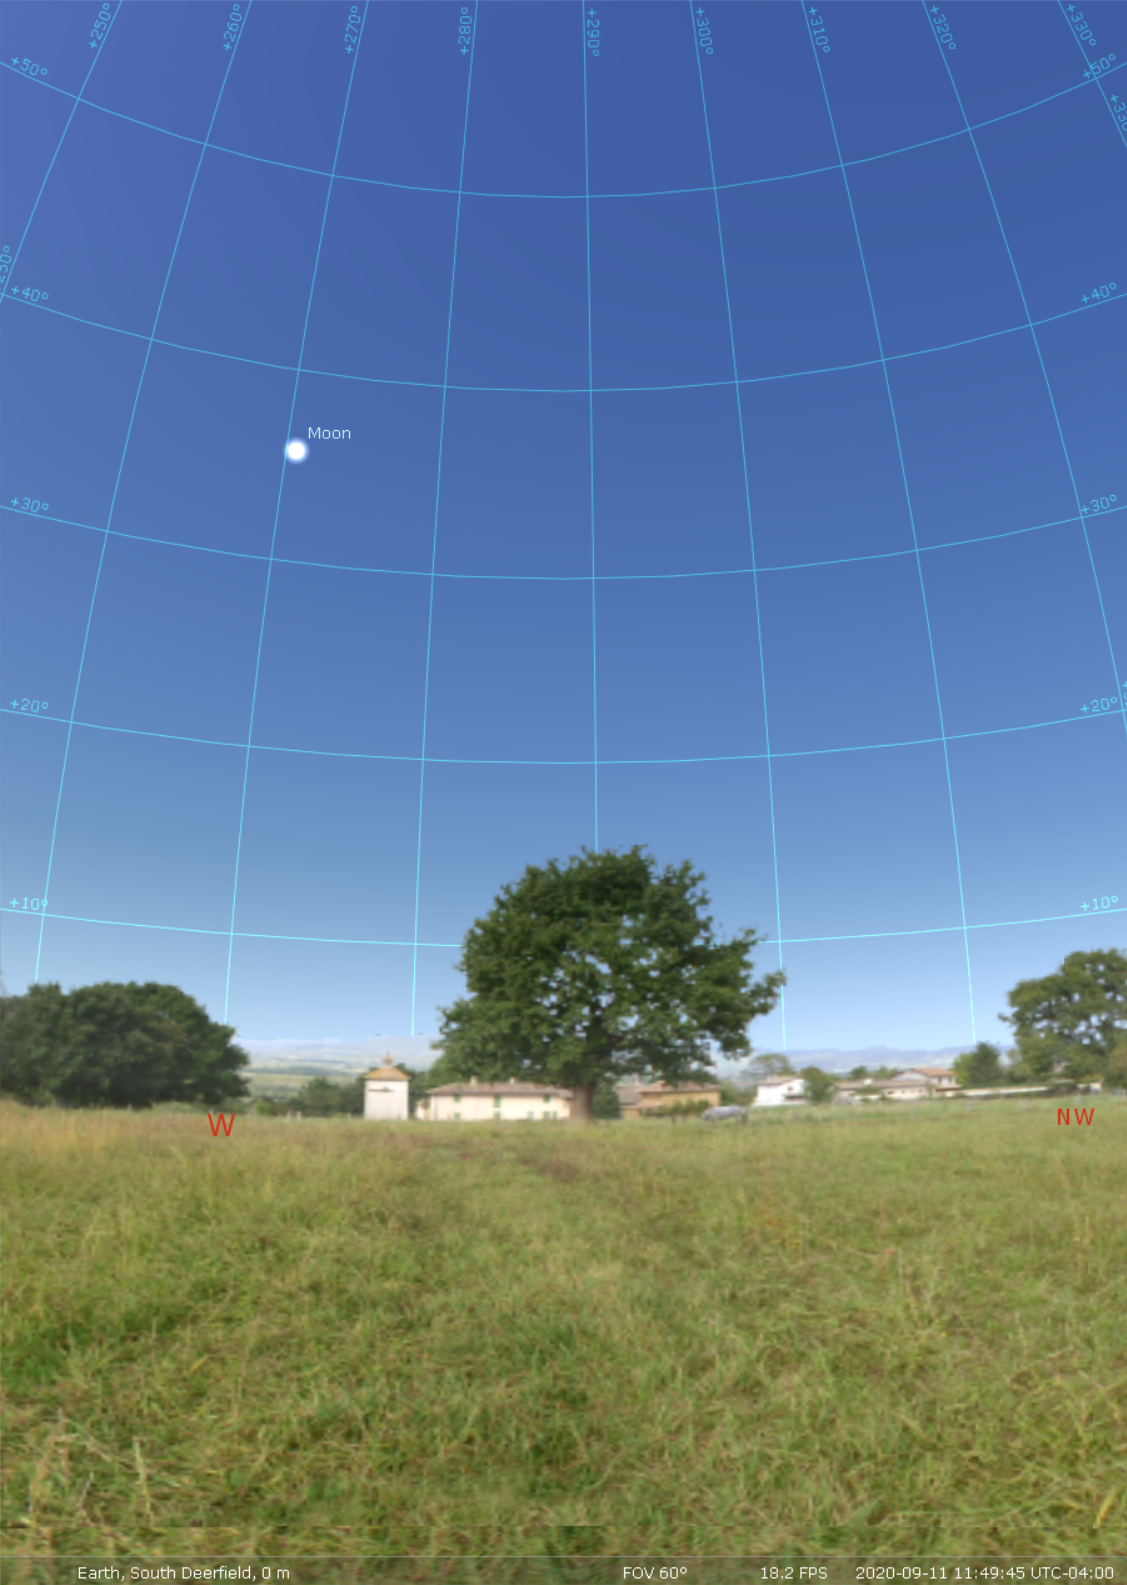 +250° +260° +270° +280° +290° +300° +310° +320° +330°
+50° +50°
+40° +40°
Moon
+30° +30°
+20° +20°
+10° +10°
W NW
Earth, South Deerfield, 0 m FOV 60° 18.2 FPS 2020-09-11 11:49:45 UTC-04:00